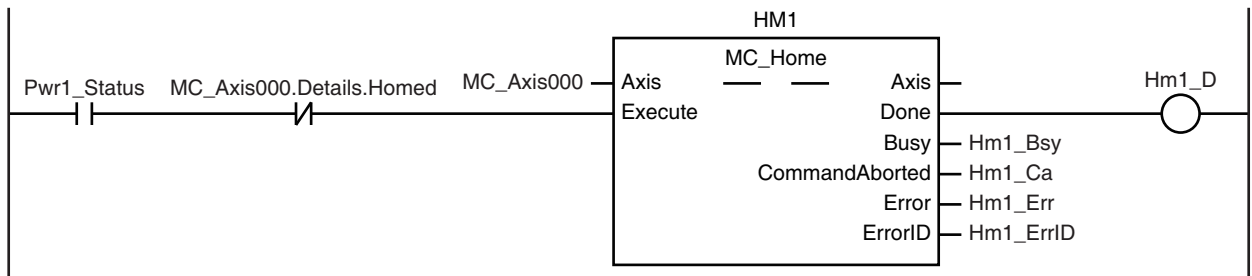 HM1
MC_Home
Pwr1_Status MC_Axis000.Details.Homed MC_Axis000 Axis Axis Hm1_D
Execute Done
Busy Hm1_Bsy
CommandAborted Hm1_Ca
Error Hm1_Err
ErrorID Hm1_ErrID